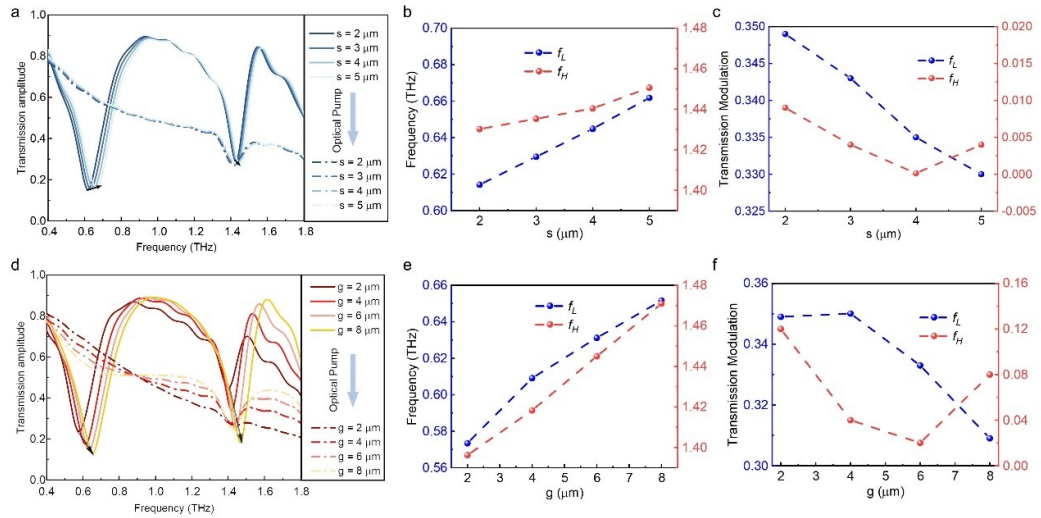 a
1.0
0.8
0.6
0.4
0.2
0.0
Transmission amplitude
0.4 0.6 0.8 1.0 1.2 1.4 1.6 1.8
Frequency (THz)
s = 2 μm
s = 3 μm
s = 4 μm
s = 5 μm
Optical Pump
s = 2 μm
s = 3 μm
s = 4 μm
s = 5 μm
b
0.70
0.68
0.66
0.64
0.62
0.60
Frequency (THz)
f_L
f_H
1.48
1.46
1.44
1.42
1.40
2 3 4 5
s (μm)
c
0.350
0.345
0.340
0.335
0.330
0.325
Transmission Modulation
f_L
f_H
0.020
0.015
0.010
0.005
0.000
-0.005
2 3 4 5
s (μm)
d
1.0
0.8
0.6
0.4
0.2
0.0
Transmission amplitude
0.4 0.6 0.8 1.0 1.2 1.4 1.6 1.8
Frequency (THz)
g = 2 μm
g = 4 μm
g = 6 μm
g = 8 μm
Optical Pump
g = 2 μm
g = 4 μm
g = 6 μm
g = 8 μm
e
0.66
0.64
0.62
0.60
0.58
0.56
Frequency (THz)
f_L
f_H
1.48
1.46
1.44
1.42
1.40
2 3 4 5 6 7 8
g (μm)
f
0.36
0.34
0.33
0.31
0.30
Transmission Modulation
f_L
f_H
0.16
0.12
0.08
0.04
0.00
2 3 4 5 6 7 8
g (μm)